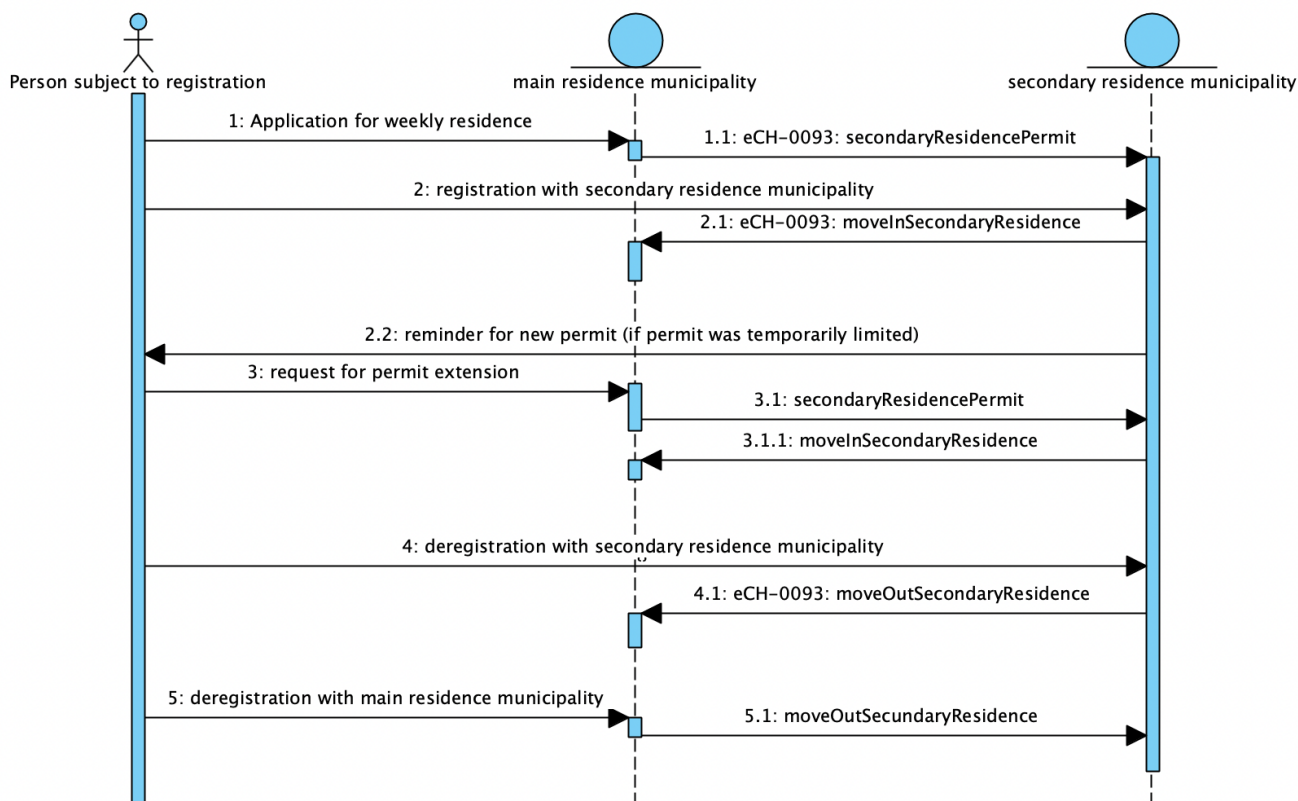 Person subject to registration
main residence municipality
secondary residence municipality
1: Application for weekly residence
1.1: eCH-0093: secondaryResidencePermit
2: registration with secondary residence municipality
2.1: eCH-0093: moveInSecondaryResidence
2.2: reminder for new permit (if permit was temporarily limited)
3: request for permit extension
3.1: secondaryResidencePermit
3.1.1: moveInSecondaryResidence
4: deregistration with secondary residence municipality
4.1: eCH-0093: moveOutSecondaryResidence
5: deregistration with main residence municipality
5.1: moveOutSecundaryResidence